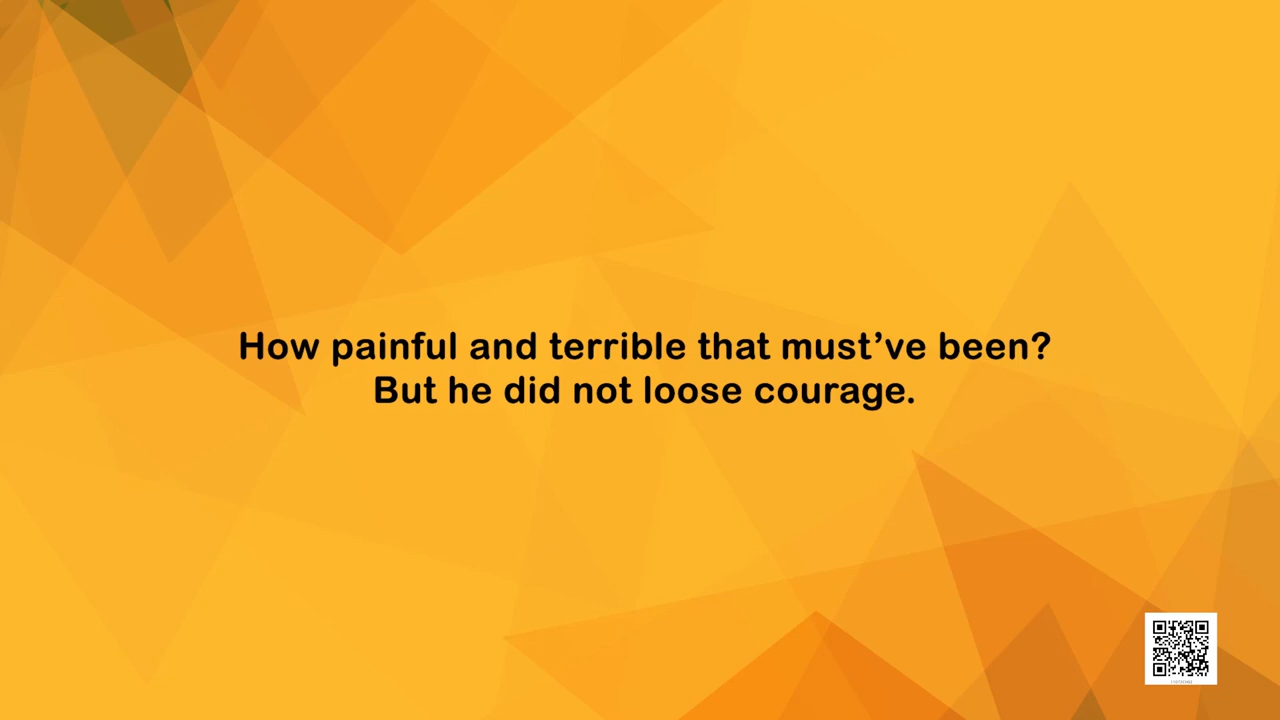 How painful and terrible that must’ve been?
But he did not loose courage.